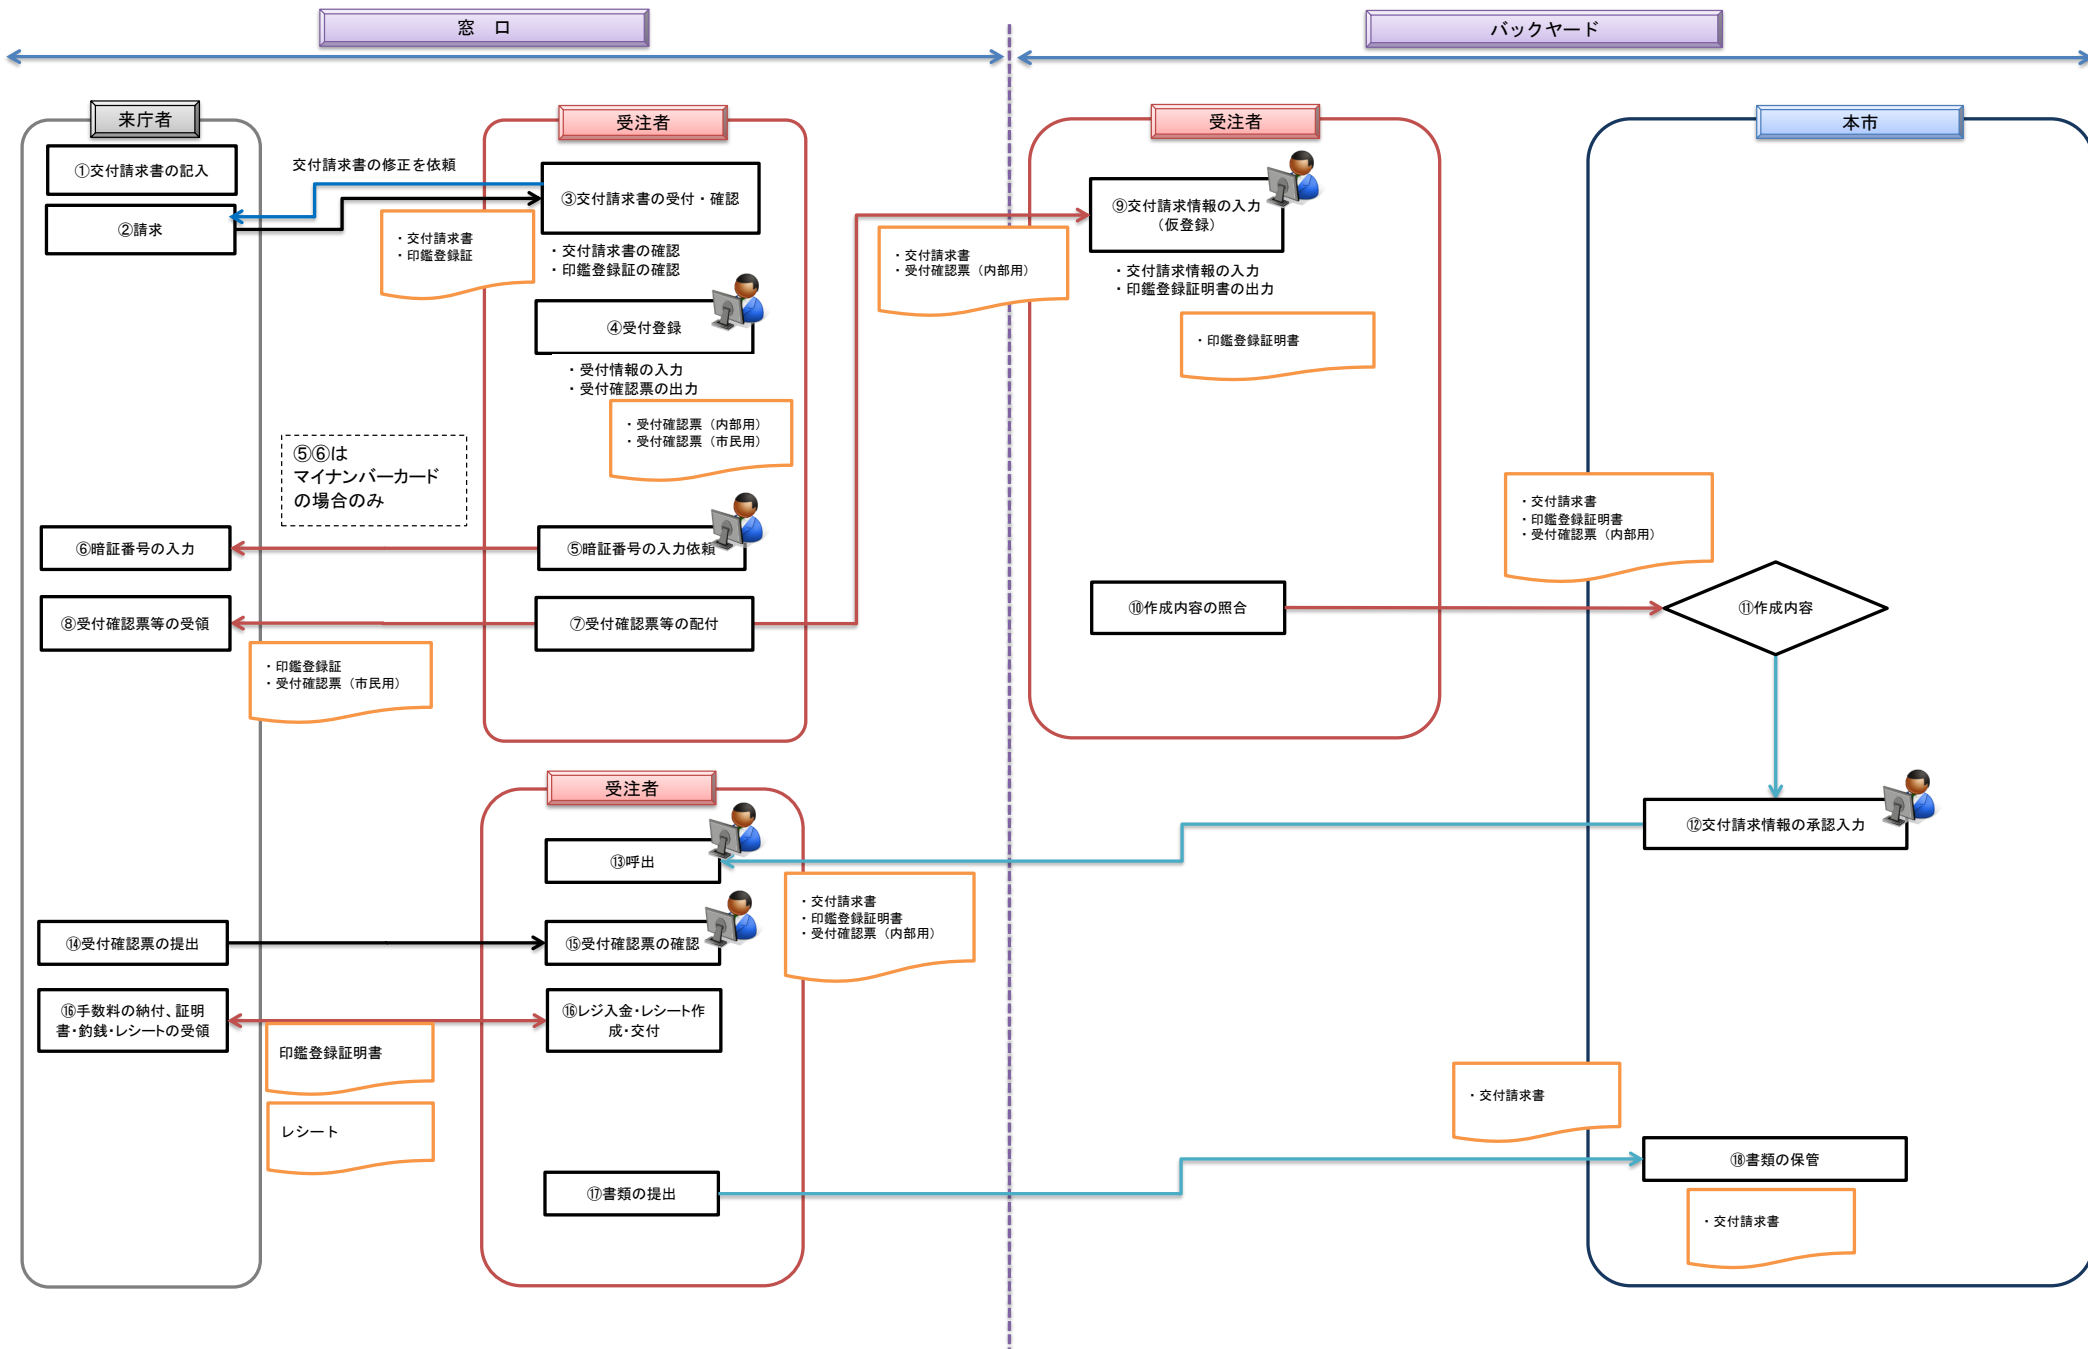 窓　口
バックヤード
来庁者
受注者
受注者
本市
①交付請求書の記入
交付請求書の修正を依頼
②請求
③交付請求書の受付・確認
・交付請求書
・印鑑登録証
・交付請求書の確認
・印鑑登録証の確認
④受付登録
・受付情報の入力
・受付確認票の出力
・受付確認票（内部用）
・受付確認票（市民用）
⑤⑥は
マイナンバーカード
の場合のみ
⑥暗証番号の入力
⑤暗証番号の入力依頼
⑧受付確認票等の受領
⑦受付確認票等の配付
・印鑑登録証
・受付確認票（市民用）
・交付請求書
・受付確認票（内部用）
⑨交付請求情報の入力
（仮登録）
・交付請求情報の入力
・印鑑登録証明書の出力
・印鑑登録証明書
・交付請求書
・印鑑登録証明書
・受付確認票（内部用）
⑩作成内容の照合
⑪作成内容
受注者
⑫交付請求情報の承認入力
⑬呼出
・交付請求書
・印鑑登録証明書
・受付確認票（内部用）
⑭受付確認票の提出
⑮受付確認票の確認
⑯手数料の納付、証明
書・釣銭・レシートの受領
⑯レジ入金・レシート作
成・交付
印鑑登録証明書
レシート
・交付請求書
⑰書類の提出
⑱書類の保管
・交付請求書